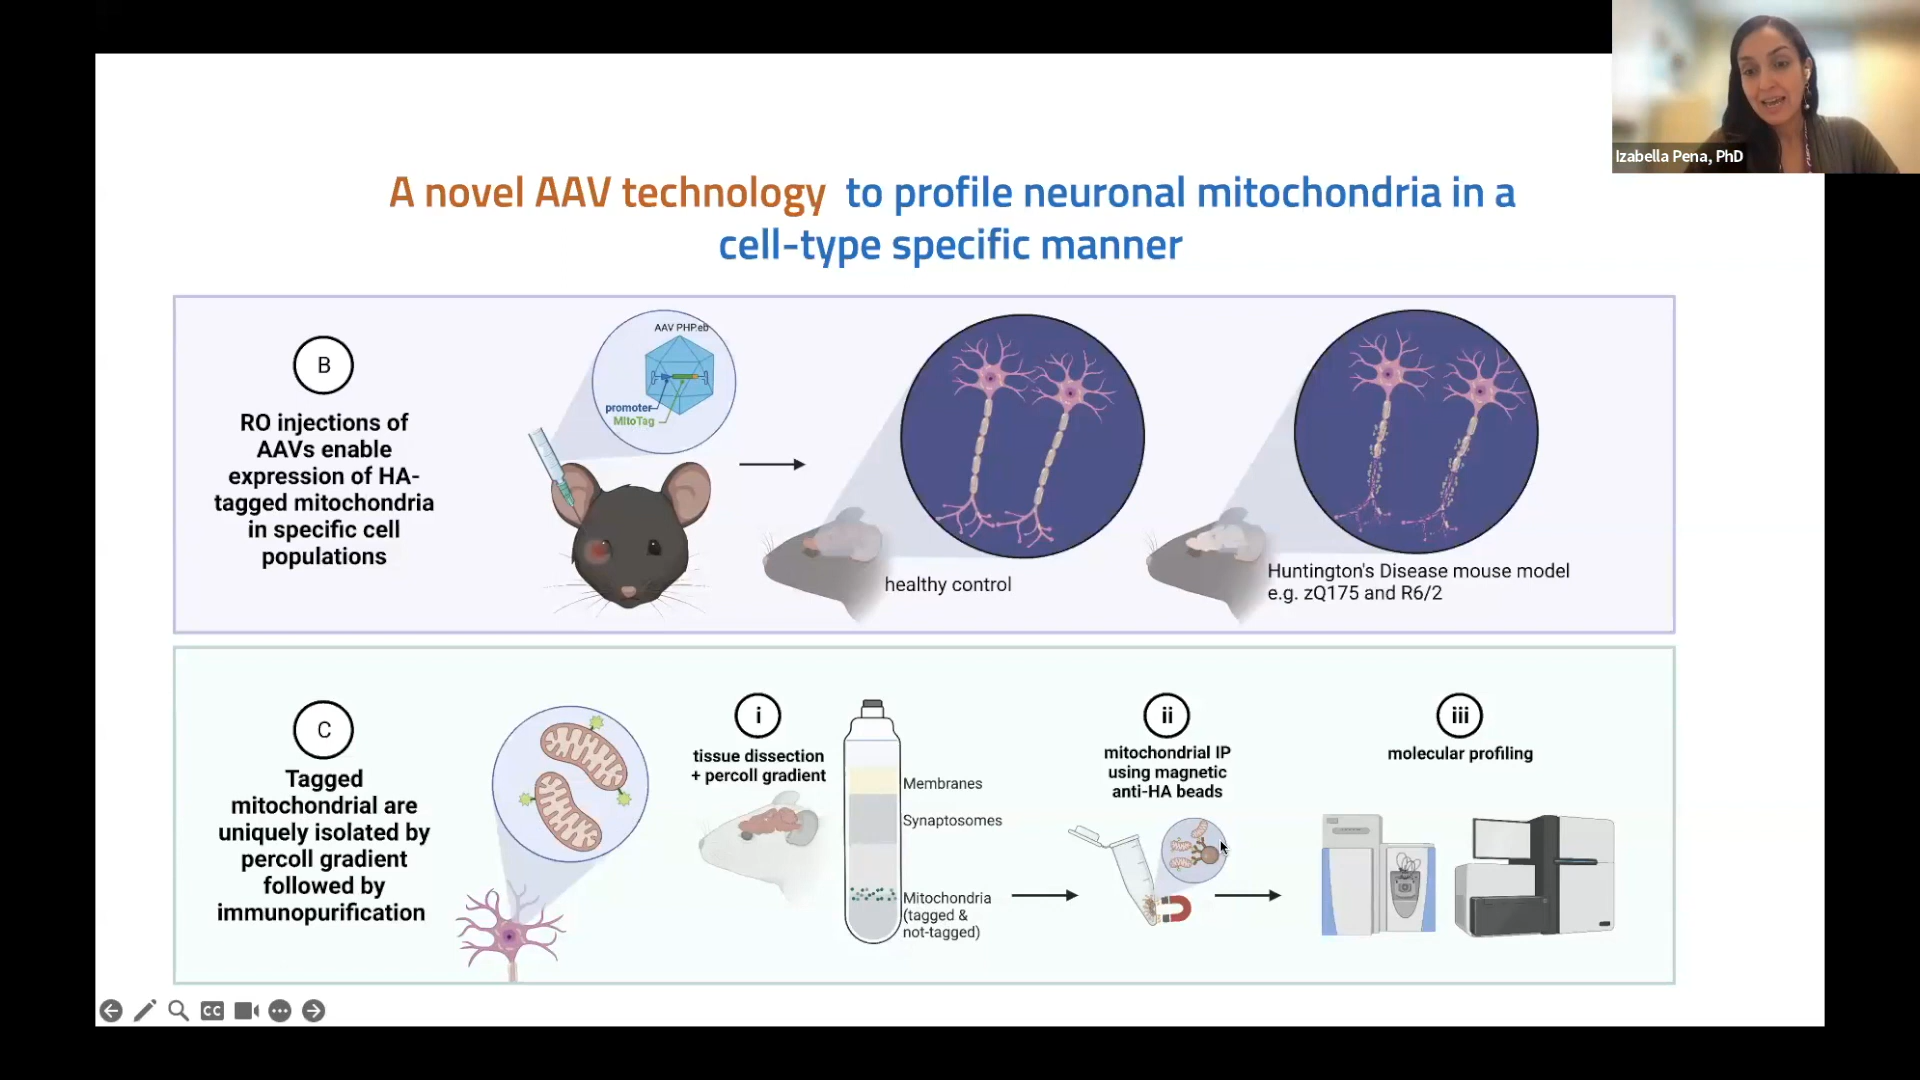 Izabella Pena, PhD
A novel AAV technology to profile neuronal mitochondria in a
cell-type specific manner
B
RO injections of
AAVs enable
expression of HA-
tagged mitochondria
in specific cell
populations
AAV PHP.eb
promoter
MitoTag
healthy control
Huntington's Disease mouse model
e.g. zQ175 and R6/2
C
Tagged
mitochondrial are
uniquely isolated by
percoll gradient
followed by
immunopurification
i
tissue dissection
+ percoll gradient
Membranes
Synaptosomes
Mitochondria
(tagged &
not-tagged)
ii
mitochondrial IP
using magnetic
anti-HA beads
iii
molecular profiling
CC